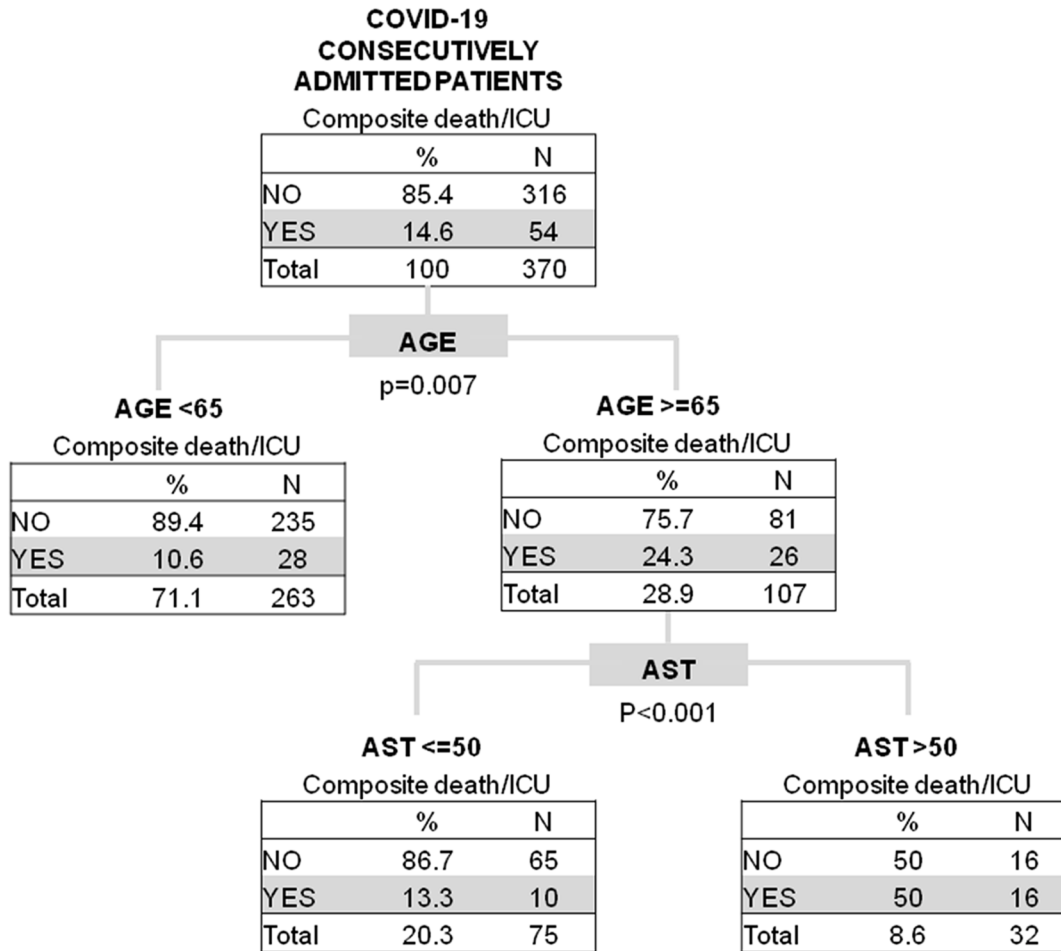 COVID-19
CONSECUTIVELY
ADMITTED PATIENTS
Composite death/ICU
% N
NO 85.4 316
YES 14.6 54
Total 100 370
AGE
p=0.007
AGE <65
Composite death/ICU
% N
NO 89.4 235
YES 10.6 28
Total 71.1 263
AGE >=65
Composite death/ICU
% N
NO 75.7 81
YES 24.3 26
Total 28.9 107
AST
P<0.001
AST <=50
Composite death/ICU
% N
NO 86.7 65
YES 13.3 10
Total 20.3 75
AST >50
Composite death/ICU
% N
NO 50 16
YES 50 16
Total 8.6 32